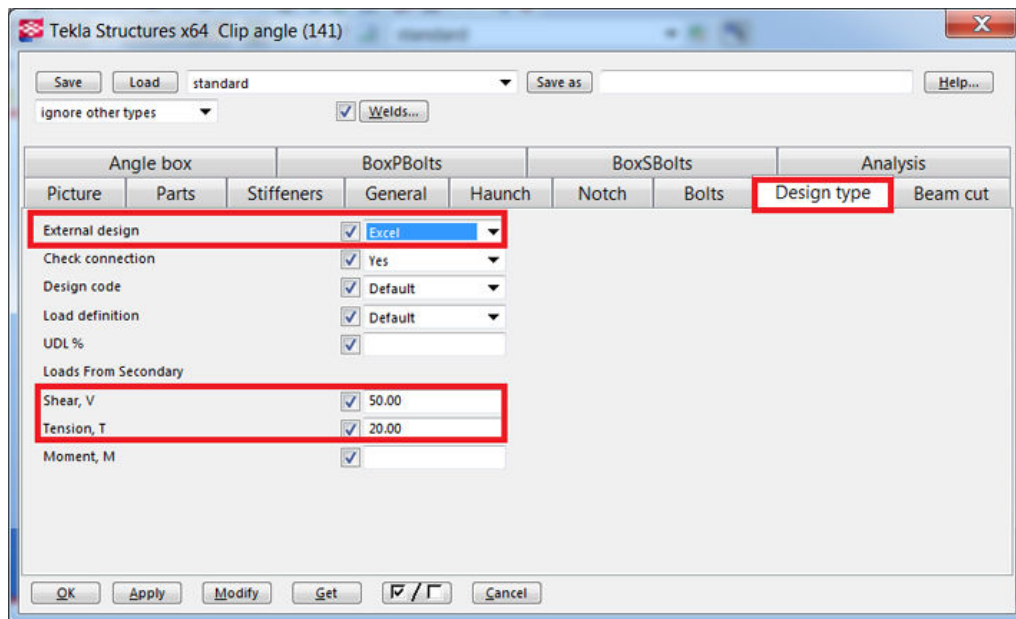 Tekla Structures x64 Clip angle (141)
Save Load standard Save as Help...
ignore other types Welds...
Angle box BoxPBolts BoxSBolts Analysis
Picture Parts Stiffeners General Haunch Notch Bolts Design type Beam cut
External design Excel
Check connection Yes
Design code Default
Load definition Default
UDL %
Loads From Secondary
Shear, V 50.00
Tension, T 20.00
Moment, M
OK Apply Modify Get / Cancel